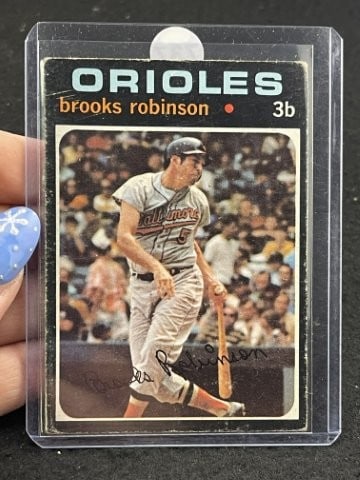 ORIOLES
brooks robinson • 3b
Baltimore
5
Brooks Robinson